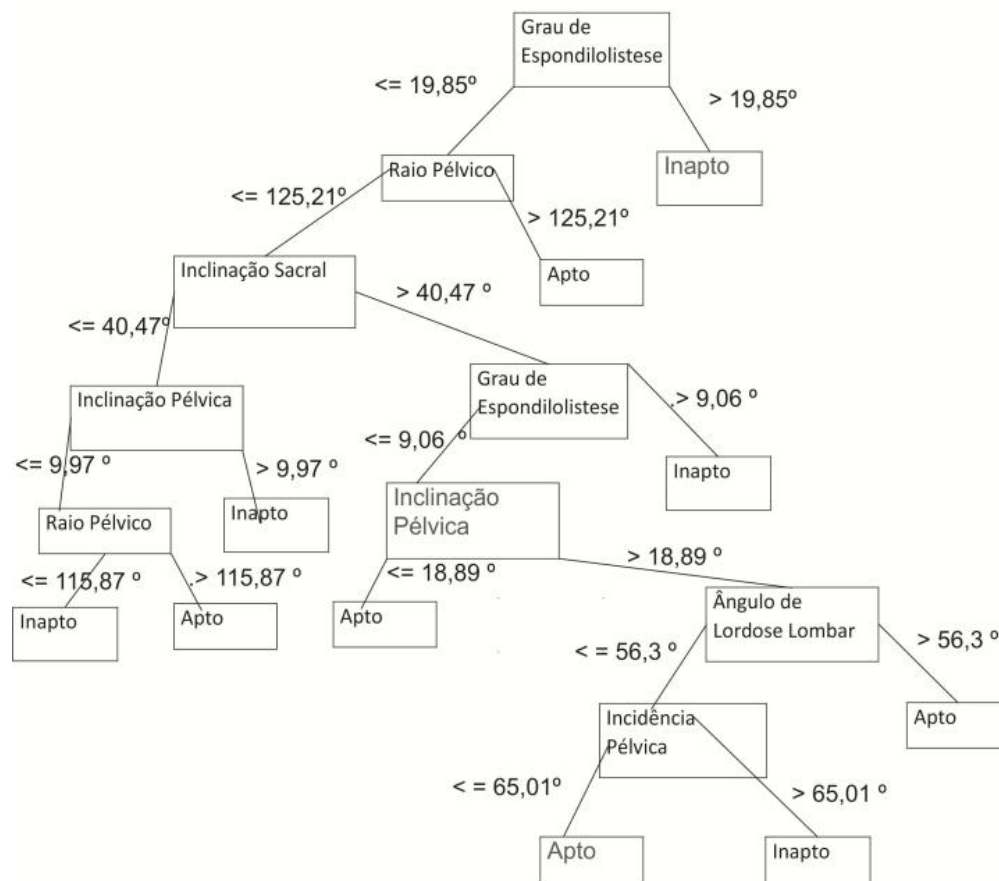 Grau de
Espondilolistese
<= 19,85º
> 19,85º
Raio Pélvico
Inapto
<= 125,21º
> 125,21º
Inclinação Sacral
Apto
> 40,47 º
<= 40,47º
Grau de
Espondilolistese
Inclinação Pélvica
.> 9,06 º
<= 9,06 º
<= 9,97 º
> 9,97 º
Inapto
Inclinação
Pélvica
Raio Pélvico
Inapto
> 18,89 º
<= 115,87 º
.> 115,87 º
<= 18,89 º
Inapto
Apto
Apto
Ângulo de
Lordose Lombar
< = 56,3 º
> 56,3 º
Incidência
Pélvica
Apto
< = 65,01º
> 65,01 º
Apto
Inapto